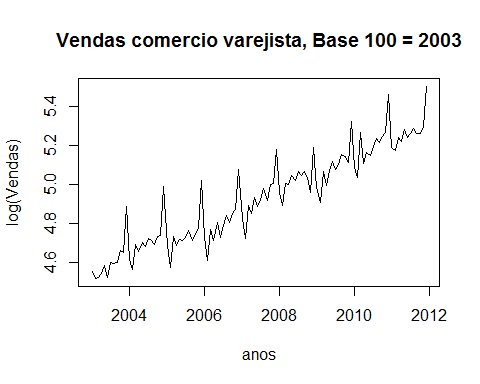 Vendas comercio varejista, Base 100 = 2003
log(Vendas)
5.4
5.2
5.0
4.8
4.6
2004 2006 2008 2010 2012
anos